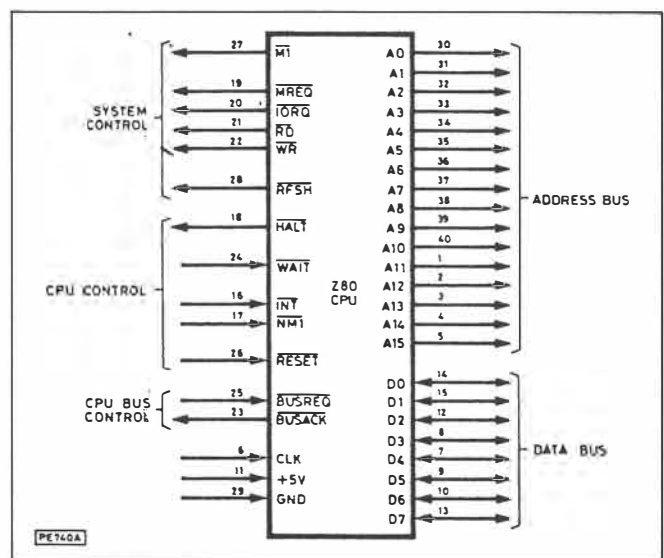 SYSTEM
CONTROL
CPU CONTROL
CPU BUS
CONTROL
27 M1
19 MREQ
20 IORQ
21 RD
22 WR
28 RFSH
18 HALT
24 WAIT
16 INT
17 NM1
26 RESET
25 BUSREQ
23 BUSACK
6 CLK
11 +5V
29 GND
Z80
CPU
A0 30
A1 31
A2 32
A3 33
A4 34
A5 35
A6 36
A7 37
A8 38
A9 39
A10 40
A11 1
A12 2
A13 3
A14 4
A15 5
D0 14
D1 15
D2 12
D3 8
D4 7
D5 9
D6 10
D7 13
ADDRESS BUS
DATA BUS
PE740A